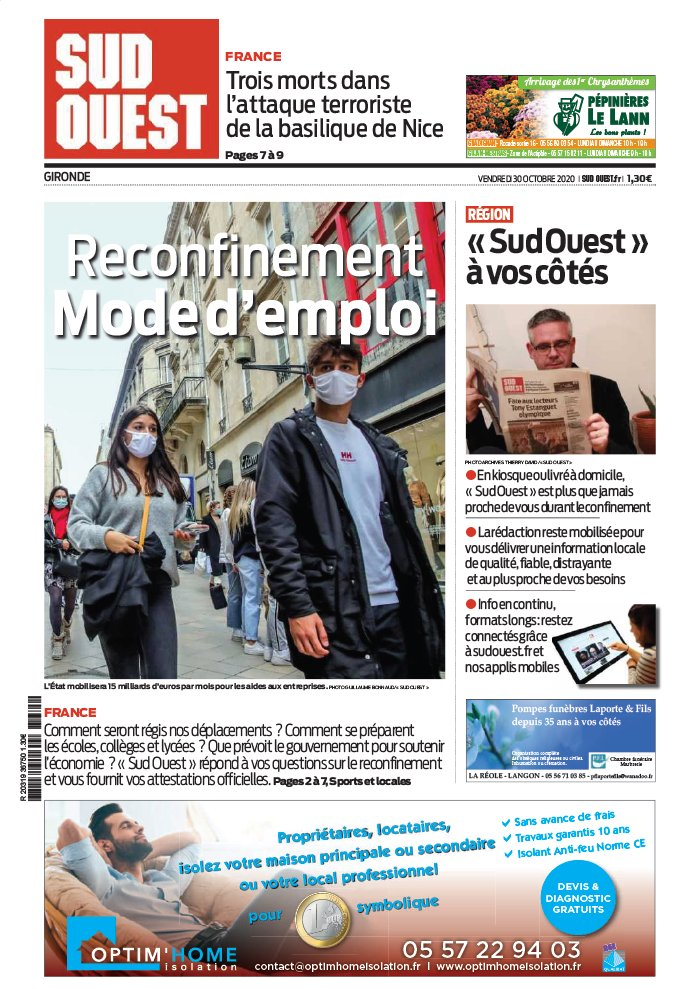 SUD
OUEST
FRANCE
Trois morts dans
l’attaque terroriste
de la basilique de Nice
Pages 7 à 9
Arrivage des 1er Chrysanthèmes
PÉPINIÈRES
LE LANN
Les bons plants !
GIRONDE
VENDREDI 30 OCTOBRE 2020 | SUD OUEST.fr | 1,30€
Reconfinement
Mode d’emploi
L’État mobilisera 15 milliards d’euros par mois pour les aides aux entreprises. PHOTO GUILLAUME BONNAUD/« SUD OUEST »
RÉGION
« Sud Ouest »
à vos côtés
SUD OUEST
Fête aux lecteurs
Tony Estanguet
olympique
PHOTO ARCHIVES THIERRY DAVID/« SUD OUEST »
● En kiosque ou livré à domicile,
« Sud Ouest » est plus que jamais
proche de vous durant le confinement
● La rédaction reste mobilisée pour
vous délivrer une information locale
de qualité, fiable, distrayante
et au plus proche de vos besoins
● Info en continu,
formats longs : restez
connectés grâce
à sudouest.fr et
nos applis mobiles
FRANCE
Comment seront régis nos déplacements ? Comment se préparent
les écoles, collèges et lycées ? Que prévoit le gouvernement pour soutenir
l’économie ? « Sud Ouest » répond à vos questions sur le reconfinement
et vous fournit vos attestations officielles. Pages 2 à 7, Sports et locales
R 20319 36750 1.30€
Pompes funèbres Laporte & Fils
depuis 35 ans à vos côtés
Organisation complète
des obsèques religieuses ou civiles
Chambre funéraire
Marbrerie
LA RÉOLE - LANGON - 05 56 71 03 85 - pflaportefils@wanadoo.fr
Propriétaires, locataires,
isolez votre maison principale ou secondaire
ou votre local professionnel
pour 1 symbolique
Sans avance de frais
Travaux garantis 10 ans
Isolant Anti-feu Norme CE
DEVIS &
DIAGNOSTIC
GRATUITS
OPTIM'HOME
isolation
05 57 22 94 03
contact@optimhomeisolation.fr | www.optimhomeisolation.fr